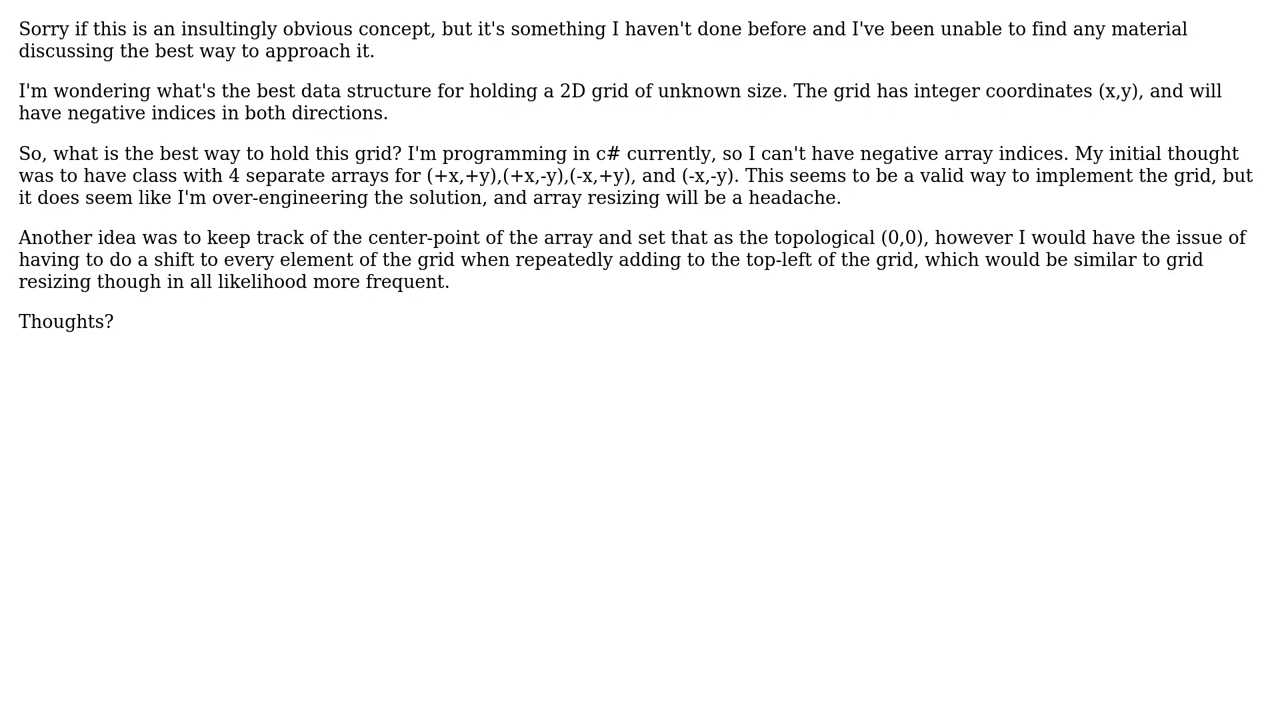 Sorry if this is an insultingly obvious concept, but it's something I haven't done before and I've been unable to find any material
discussing the best way to approach it.
I'm wondering what's the best data structure for holding a 2D grid of unknown size. The grid has integer coordinates (x,y), and will
have negative indices in both directions.
So, what is the best way to hold this grid? I'm programming in c# currently, so I can't have negative array indices. My initial thought
was to have class with 4 separate arrays for (+x,+y),(+x,-y),(-x,+y), and (-x,-y). This seems to be a valid way to implement the grid, but
it does seem like I'm over-engineering the solution, and array resizing will be a headache.
Another idea was to keep track of the center-point of the array and set that as the topological (0,0), however I would have the issue of
having to do a shift to every element of the grid when repeatedly adding to the top-left of the grid, which would be similar to grid
resizing though in all likelihood more frequent.
Thoughts?